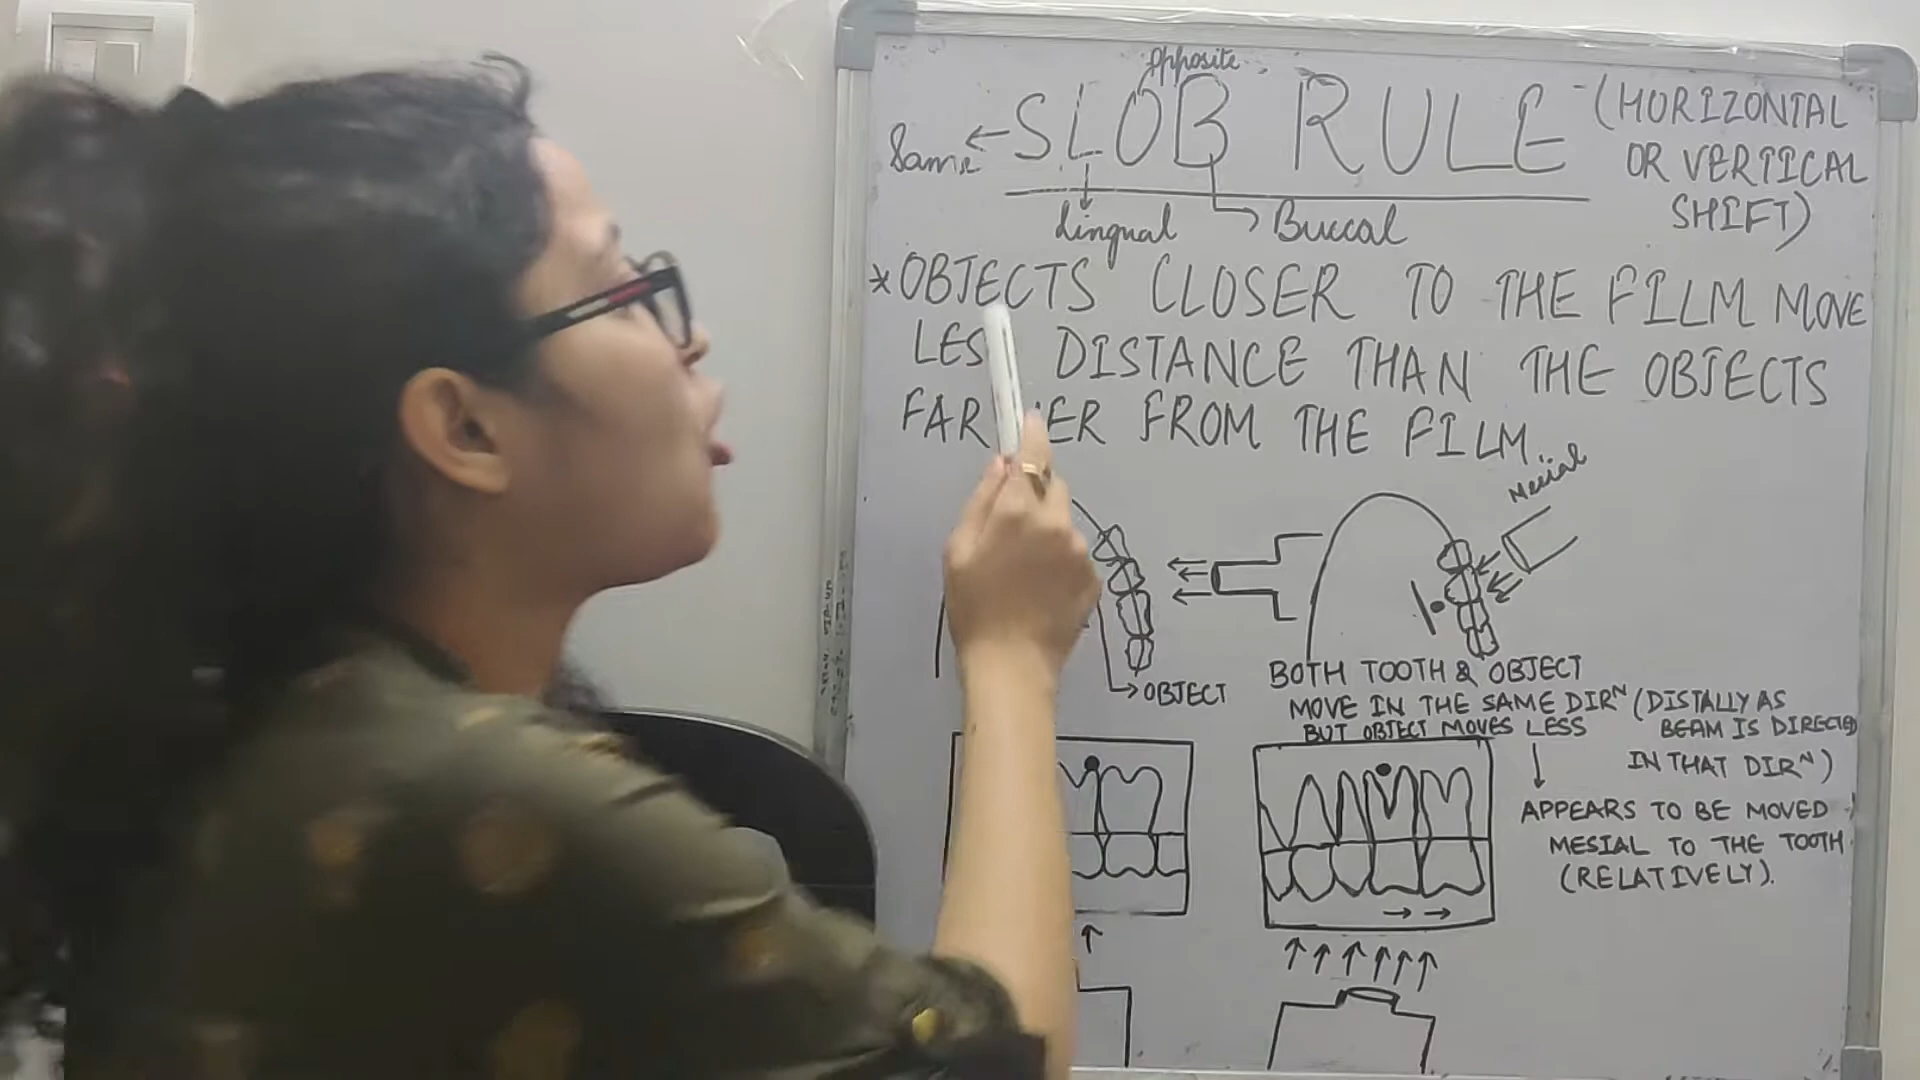 opposite
SLOB RULE - (HORIZONTAL
OR VERTICAL
SHIFT)
Same
Lingual
Buccal
* OBJECTS CLOSER TO THE FILM MOVE
DISTANCE THAN THE OBJECTS
FROM THE FILM.
Mesial
OBJECT
BOTH TOOTH & OBJECT
MOVE IN THE SAME DIRN (DISTALLY AS
BUT OBJECT MOVES LESS
BEAM IS DIRECTED
IN THAT DIRN)
APPEARS TO BE MOVED
MESIAL TO THE TOOTH
(RELATIVELY).